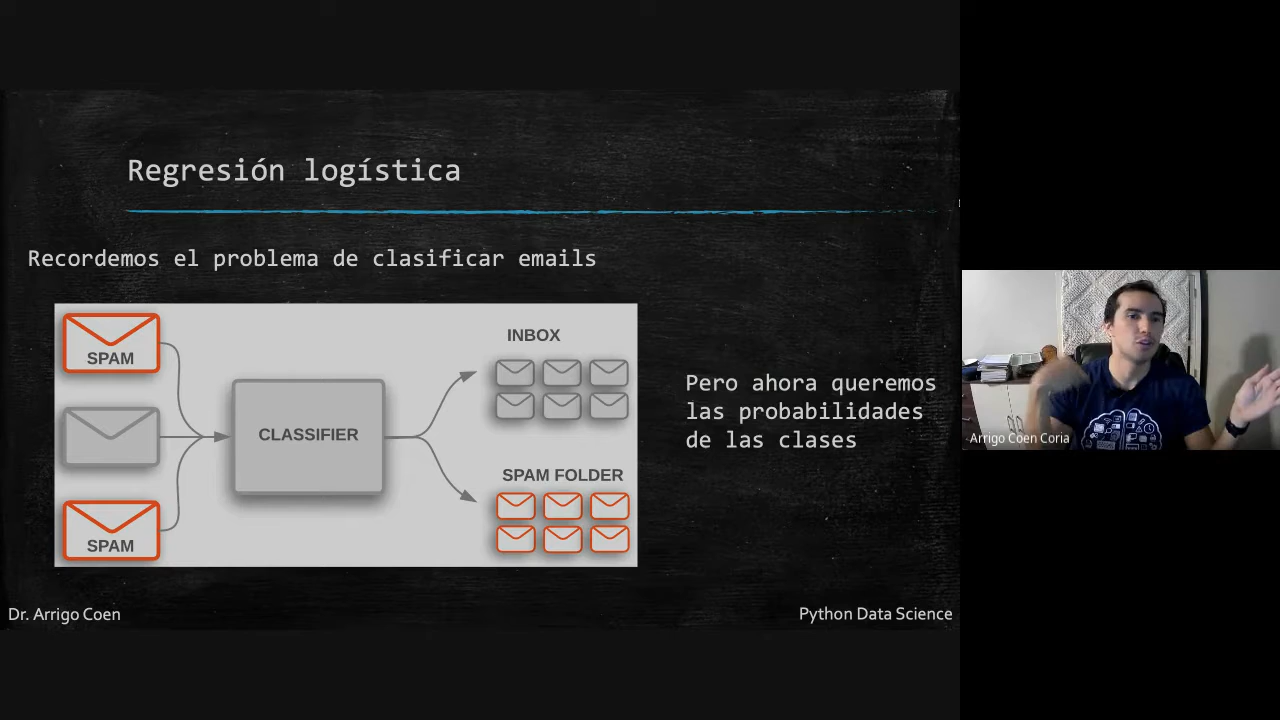 Regresión logística
Recordemos el problema de clasificar emails
SPAM
SPAM
CLASSIFIER
INBOX
SPAM FOLDER
Pero ahora queremos
las probabilidades
de las clases
Dr. Arrigo Coen
Python Data Science
Arrigo Coen Coria